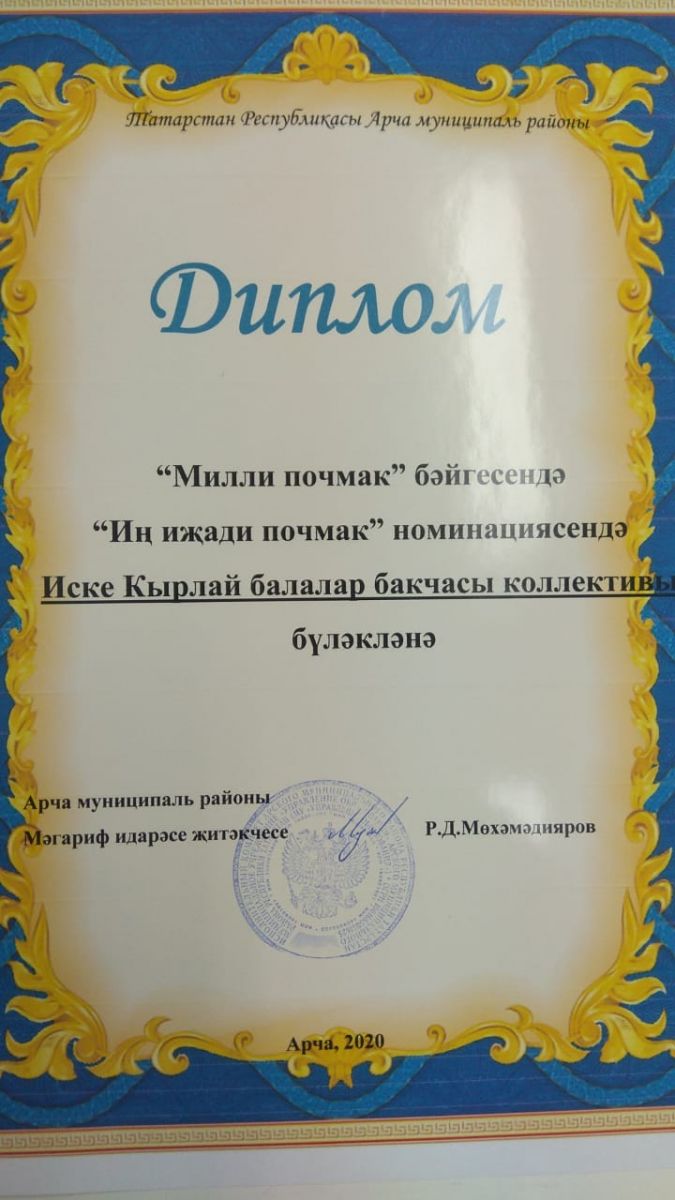 Татарстан Республикасы Арча муниципаль районы
Диплом
“Милли почмак” бәйгесендә
“Иң иҗади почмак” номинациясендә
Иске Кырлай балалар бакчасы коллективы
бүләкләнә
Арча муниципаль районы
Мәгариф идарәсе җитәкчесе
Р.Д.Мөхәмәдияров
Арча, 2020